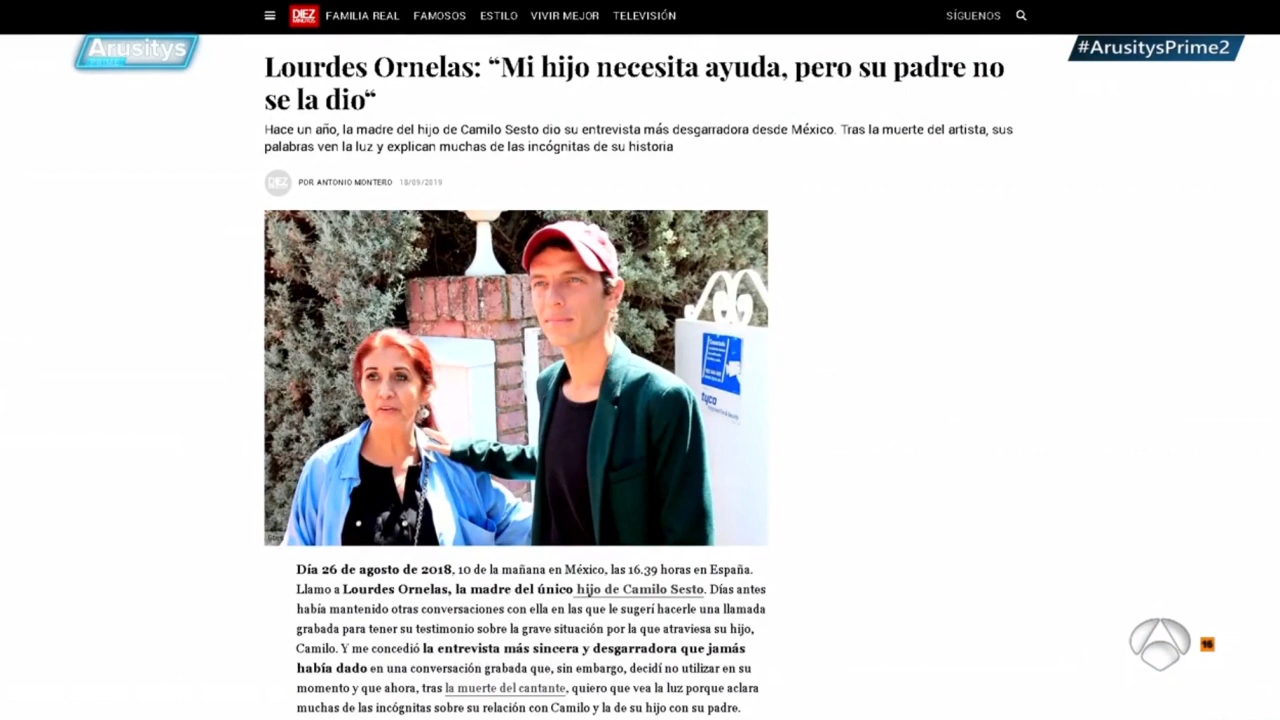 DIEZ
MINUTOS
FAMILIA REAL FAMOSOS ESTILO VIVIR MEJOR TELEVISIÓN SÍGUENOS
Arusitys
PRIME
#ArusitysPrime2
Lourdes Ornelas: “Mi hijo necesita ayuda, pero su padre no
se la dio“
Hace un año, la madre del hijo de Camilo Sesto dio su entrevista más desgarradora desde México. Tras la muerte del artista, sus
palabras ven la luz y explican muchas de las incógnitas de su historia
DIEZ
POR ANTONIO MONTERO 18/09/2019
tyco
Día 26 de agosto de 2018, 10 de la mañana en México, las 16.39 horas en España.
Llamo a Lourdes Ornelas, la madre del único hijo de Camilo Sesto. Días antes
había mantenido otras conversaciones con ella en las que le sugerí hacerle una llamada
grabada para tener su testimonio sobre la grave situación por la que atraviesa su hijo,
Camilo. Y me concedió la entrevista más sincera y desgarradora que jamás
había dado en una conversación grabada que, sin embargo, decidí no utilizar en su
momento y que ahora, tras la muerte del cantante, quiero que vea la luz porque aclara
muchas de las incógnitas sobre su relación con Camilo y la de su hijo con su padre.
16